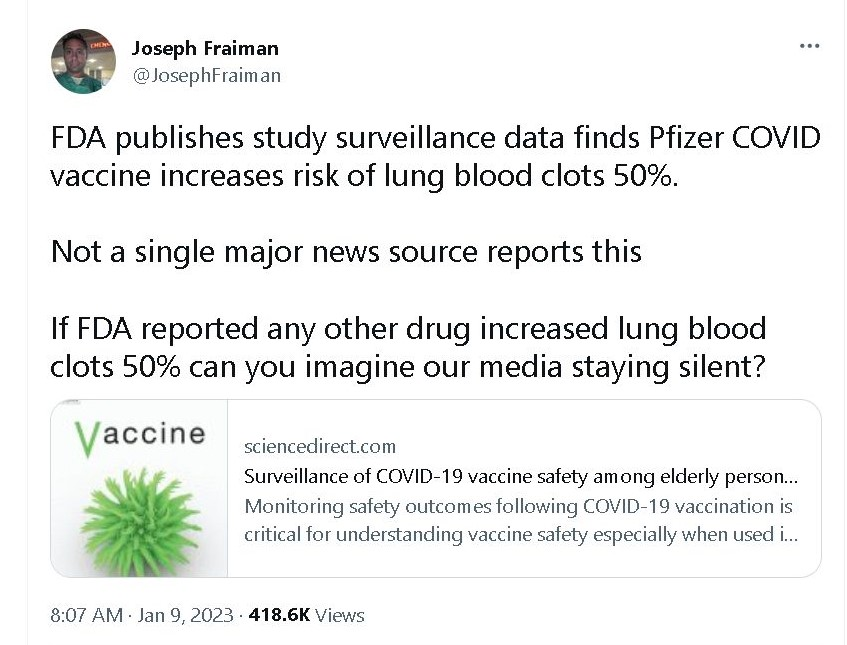 Joseph Fraiman
@JosephFraiman
FDA publishes study surveillance data finds Pfizer COVID
vaccine increases risk of lung blood clots 50%.
Not a single major news source reports this
If FDA reported any other drug increased lung blood
clots 50% can you imagine our media staying silent?
Vaccine
sciencedirect.com
Surveillance of COVID-19 vaccine safety among elderly person...
Monitoring safety outcomes following COVID-19 vaccination is
critical for understanding vaccine safety especially when used i...
8:07 AM · Jan 9, 2023 · 418.6K Views